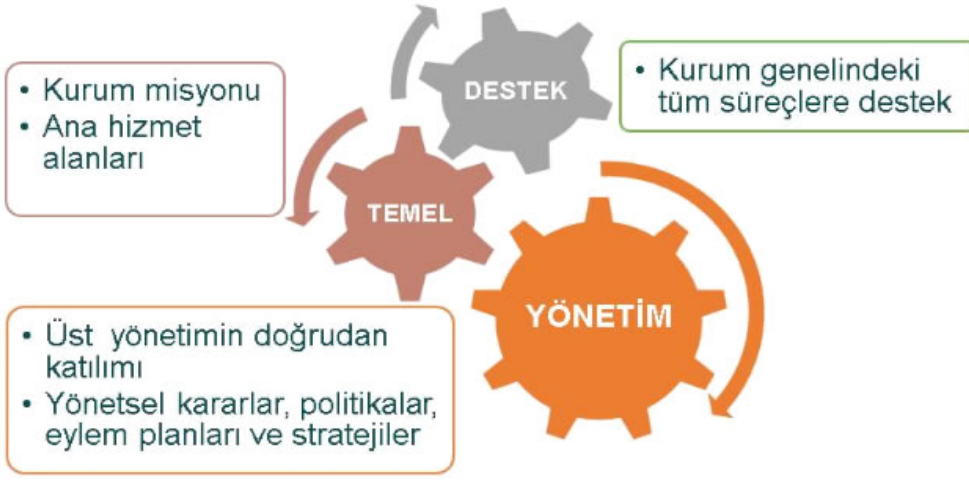 DESTEK
• Kurum genelindeki
tüm süreçlere destek
• Kurum misyonu
• Ana hizmet
alanları
TEMEL
YÖNETİM
• Üst  yönetimin doğrudan
katılımı
• Yönetsel kararlar, politikalar,
eylem planları ve stratejiler